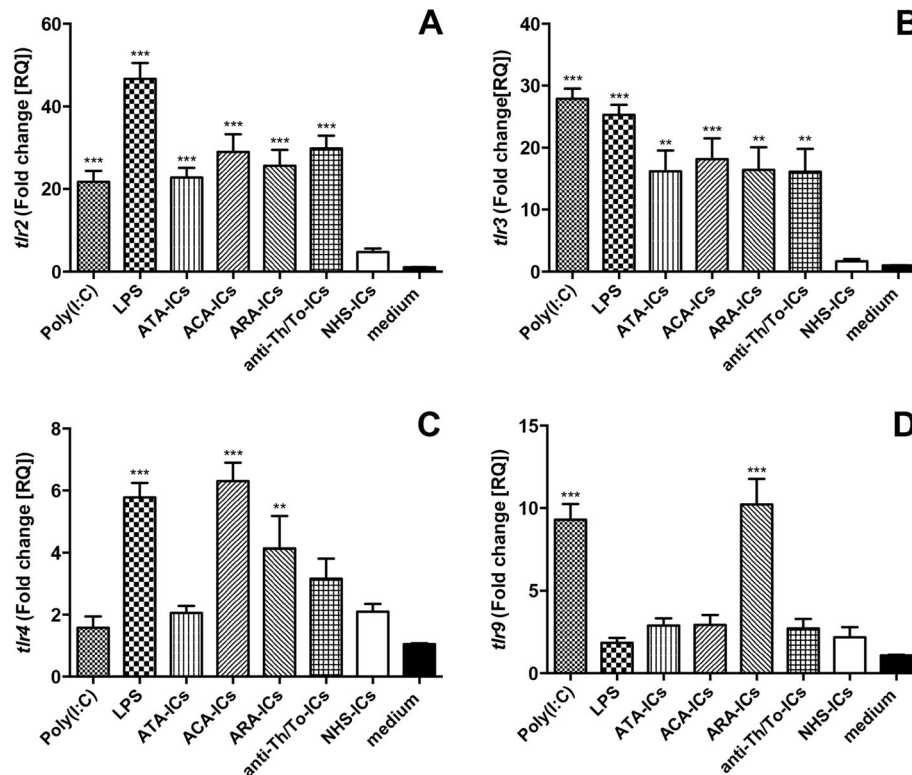 A
tlr2 (Fold change [RQ])
60
40
20
0
***
***
***
***
***
***
Poly(I:C)
LPS
ATA-ICs
ACA-ICs
ARA-ICs
anti-Th/To-ICs
NHS-ICs
medium
B
tlr3 (Fold change[RQ])
40
30
20
10
0
***
***
**
***
**
**
Poly(I:C)
LPS
ATA-ICs
ACA-ICs
ARA-ICs
anti-Th/To-ICs
NHS-ICs
medium
C
tlr4 (Fold change [RQ])
8
6
4
2
0
***
***
**
Poly(I:C)
LPS
ATA-ICs
ACA-ICs
ARA-ICs
anti-Th/To-ICs
NHS-ICs
medium
D
tlr9 (Fold change [RQ])
15
10
5
0
***
***
Poly(I:C)
LPS
ATA-ICs
ACA-ICs
ARA-ICs
anti-Th/To-ICs
NHS-ICs
medium